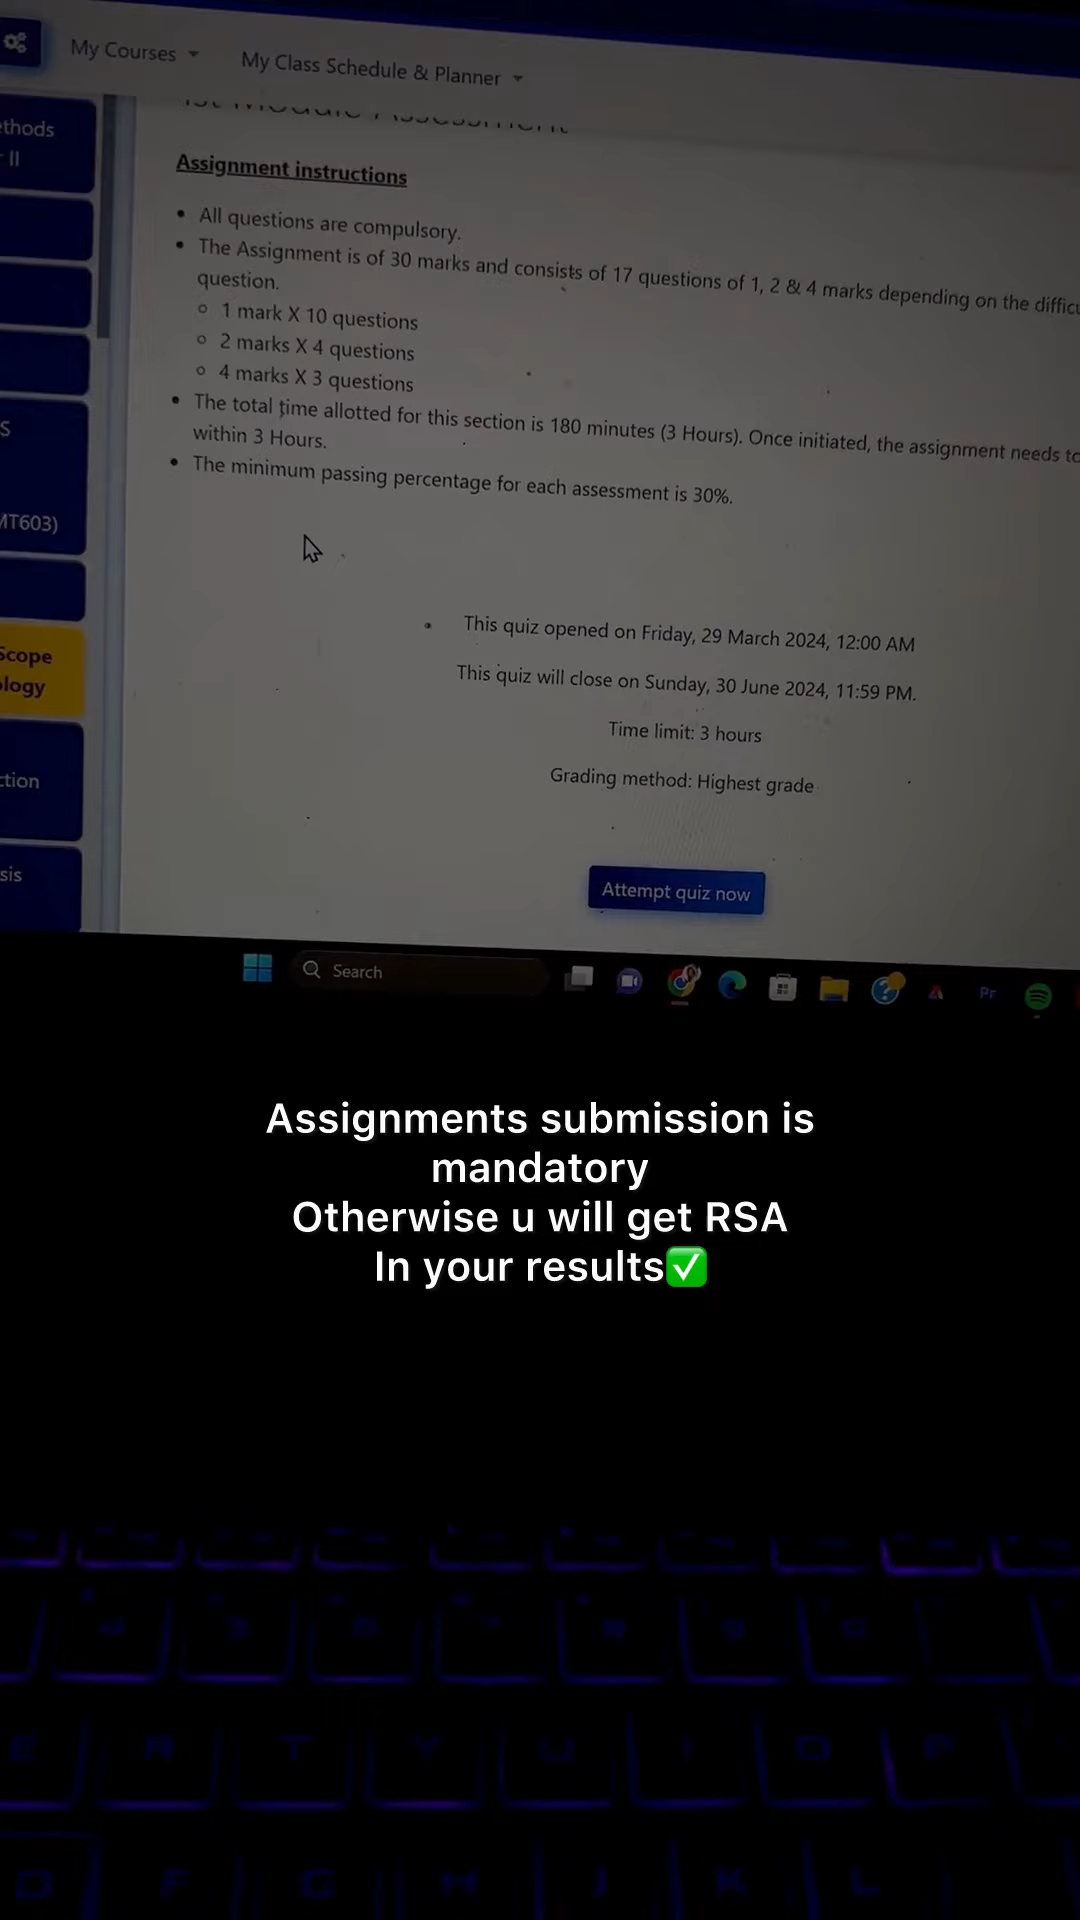 My Courses
My Class Schedule & Planner
Assignment instructions
• All questions are compulsory.
• The Assignment is of 30 marks and consists of 17 questions of 1, 2 & 4 marks depending on the
question.
○ 1 mark X 10 questions
○ 2 marks X 4 questions
○ 4 marks X 3 questions
• The total time allotted for this section is 180 minutes (3 Hours). Once initiated, the assignment needs to
within 3 Hours.
• The minimum passing percentage for each assessment is 30%.
II
S
MT603)
Scope
This quiz opened on Friday, 29 March 2024, 12:00 AM
This quiz will close on Sunday, 30 June 2024, 11:59 PM.
Time limit: 3 hours
Grading method: Highest grade
Attempt quiz now
Search
Pr
Assignments submission is
mandatory
Otherwise u will get RSA
In your results✅
E R T Y U I O P
D F G H J K L